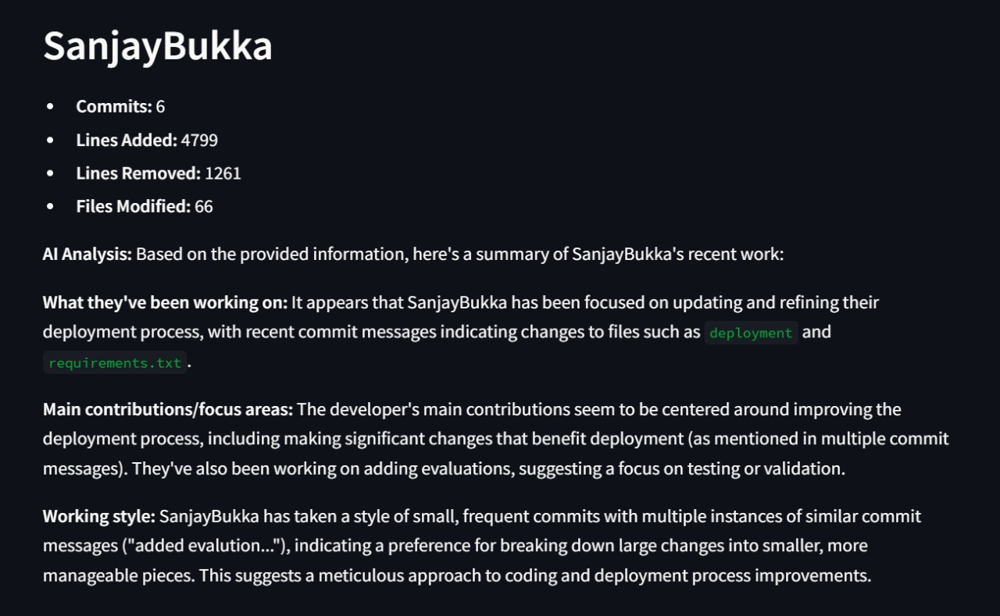 SanjayBukka
• Commits: 6
• Lines Added: 4799
• Lines Removed: 1261
• Files Modified: 66
AI Analysis: Based on the provided information, here's a summary of SanjayBukka's recent work:
What they've been working on: It appears that SanjayBukka has been focused on updating and refining their
deployment process, with recent commit messages indicating changes to files such as deployment and
requirements.txt.
Main contributions/focus areas: The developer's main contributions seem to be centered around improving the
deployment process, including making significant changes that benefit deployment (as mentioned in multiple commit
messages). They've also been working on adding evaluations, suggesting a focus on testing or validation.
Working style: SanjayBukka has taken a style of small, frequent commits with multiple instances of similar commit
messages ("added evalution..."), indicating a preference for breaking down large changes into smaller, more
manageable pieces. This suggests a meticulous approach to coding and deployment process improvements.